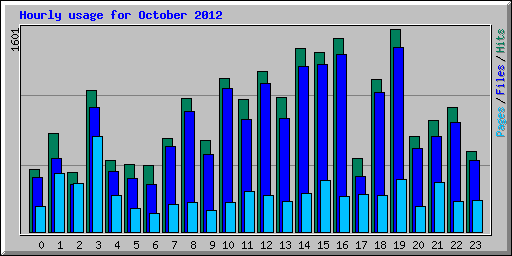 Hourly usage for October 2012
1601
Pages/Files/Hits
0 1 2 3 4 5 6 7 8 9 10 11 12 13 14 15 16 17 18 19 20 21 22 23